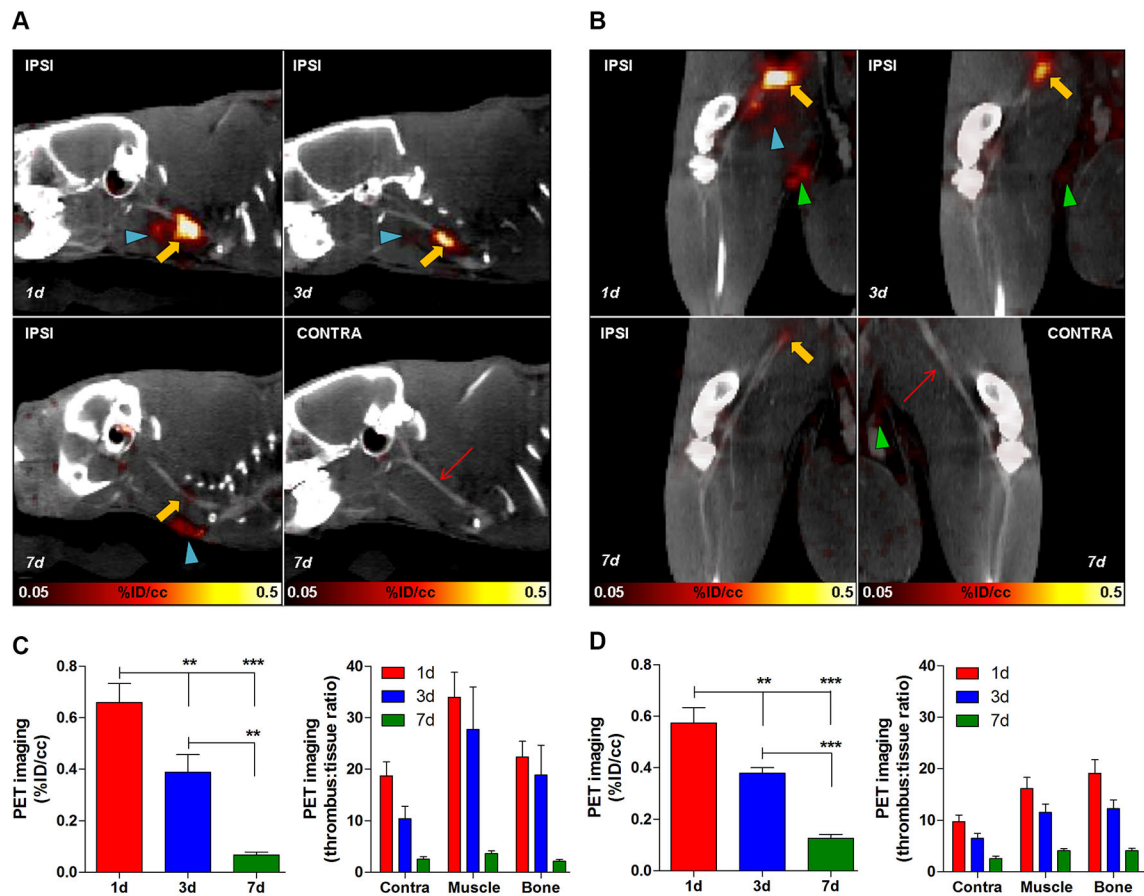 A
IPSI
1d
IPSI
3d
IPSI
7d
CONTRA
7d
0.05 %ID/cc 0.5
0.05 %ID/cc 0.5
B
IPSI
1d
IPSI
3d
IPSI
7d
CONTRA
7d
0.05 %ID/cc 0.5
0.05 %ID/cc 0.5
C
PET imaging
(%ID/cc)
0.8
0.6
0.4
0.2
0.0
** ***
**
1d 3d 7d
PET imaging
(thrombus:tissue ratio)
40
30
20
10
0
1d
3d
7d
Contra Muscle Bone
D
PET imaging
(%ID/cc)
0.8
0.6
0.4
0.2
0.0
** ***
***
1d 3d 7d
PET imaging
(thrombus:tissue ratio)
40
30
20
10
0
1d
3d
7d
Contra Muscle Bone